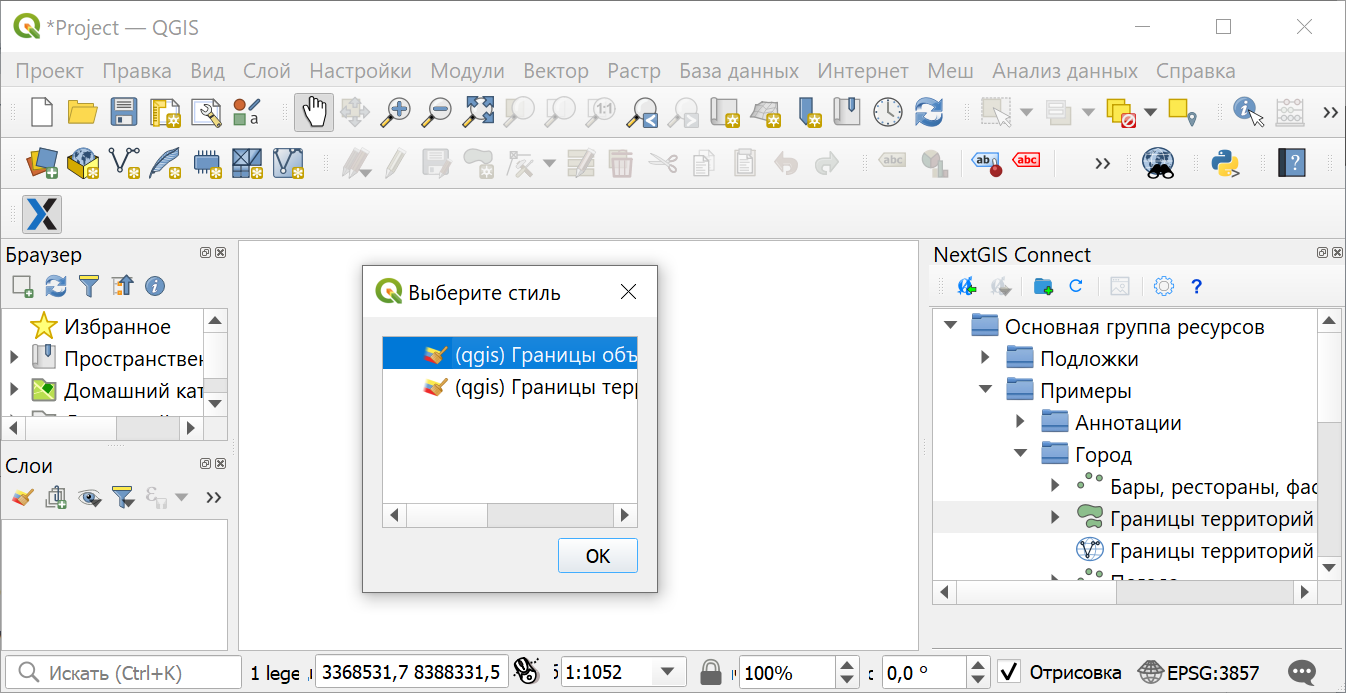 *Project — QGIS
Проект Правка Вид Слой Настройки Модули Вектор Растр База данных Интернет Меш Анализ данных Справка
Браузер
Избранное
Пространствен
Домашний кат
Слои
Выберите стиль
(qgis) Границы объ
(qgis) Границы терр
OK
NextGIS Connect
Основная группа ресурсов
Подложки
Примеры
Аннотации
Город
Бары, рестораны, фас
Границы территорий
Границы территорий
Искать (Ctrl+K) 1 lege 3368531,7 8388331,5 1:1052 100% 0,0 ° Отрисовка EPSG:3857